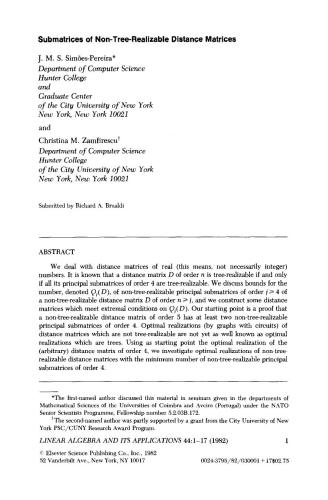 Submatrices of Non-Tree-Realizable Distance Matrices
J. M. S. Simões-Pereira*
Department of Computer Science
Hunter College
and
Graduate Center
of the City University of New York
New York, New York 10021
and
Christina M. Zamfirescu†
Department of Computer Science
Hunter College
of the City University of New York
New York, New York 10021
Submitted by Richard A. Brualdi
ABSTRACT
We deal with distance matrices of real (this means, not necessarily integer)
numbers. It is known that a distance matrix D of order n is tree-realizable if and only
if all its principal submatrices of order 4 are tree-realizable. We discuss bounds for the
number, denoted Qj(D), of non-tree-realizable principal submatrices of order j ⩾ 4 of
a non-tree-realizable distance matrix D of order n ⩾ j, and we construct some distance
matrices which meet extremal conditions on Qj(D). Our starting point is a proof that
a non-tree-realizable distance matrix of order 5 has at least two non-tree-realizable
principal submatrices of order 4. Optimal realizations (by graphs with circuits) of
distance matrices which are not tree-realizable are not yet as well known as optimal
realizations which are trees. Using as starting point the optimal realization of the
(arbitrary) distance matrix of order 4, we investigate optimal realizations of non-tree-
realizable distance matrices with the minimum number of non-tree-realizable principal
submatrices of order 4.
*The first-named author discussed this material in seminars given in the departments of
Mathematical Sciences of the Universities of Coimbra and Aveiro (Portugal) under the NATO
Senior Scientists Programme, Fellowship number 5.2.03B.172.
†The second-named author was partly supported by a grant from the City University of New
York PSC/CUNY Research Award Program.
LINEAR ALGEBRA AND ITS APPLICATIONS 44:1–17 (1982) 1
© Elsevier Science Publishing Co., Inc., 1982
52 Vanderbilt Ave., New York, NY 10017 0024-3795/82/030001+17$02.75